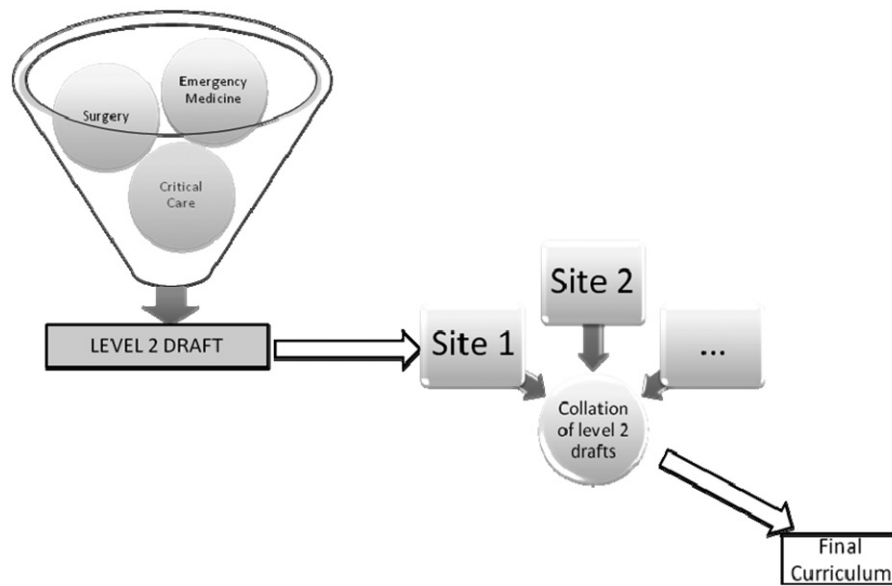 Emergency
Medicine
Surgery
Critical
Care
LEVEL 2 DRAFT
Site 1
Site 2
...
Collation
of level 2
drafts
Final
Curriculum